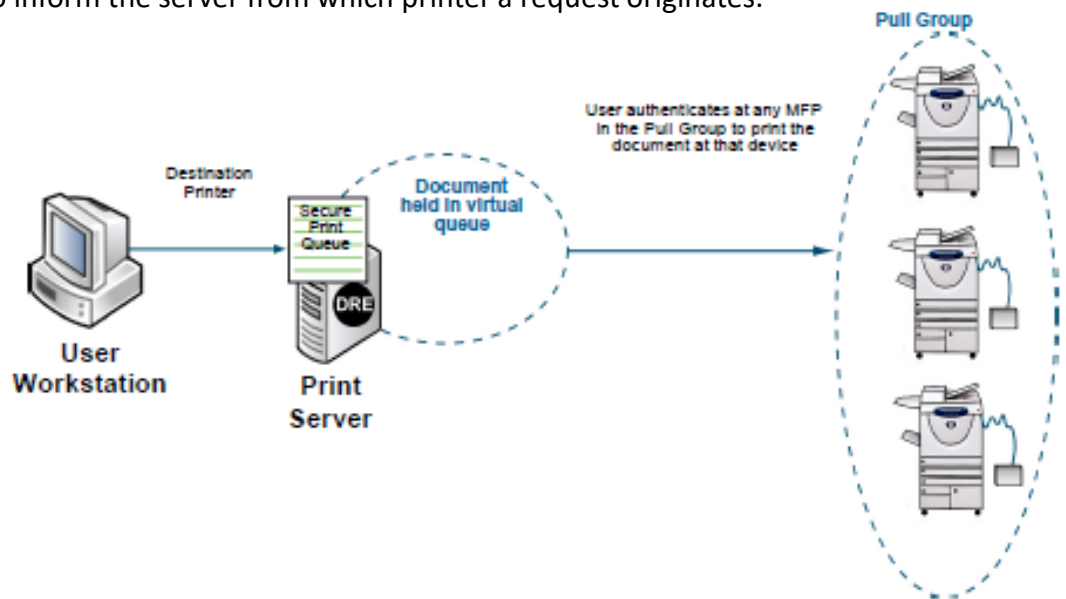 o inform the server from which printer a request originates.
Pull Group
User authenticates at any MFP
in the Pull Group to print the
document at that device
Destination
Printer
Document
held in virtual
queue
Secure
Print
Queue
DRE
User
Workstation
Print
Server